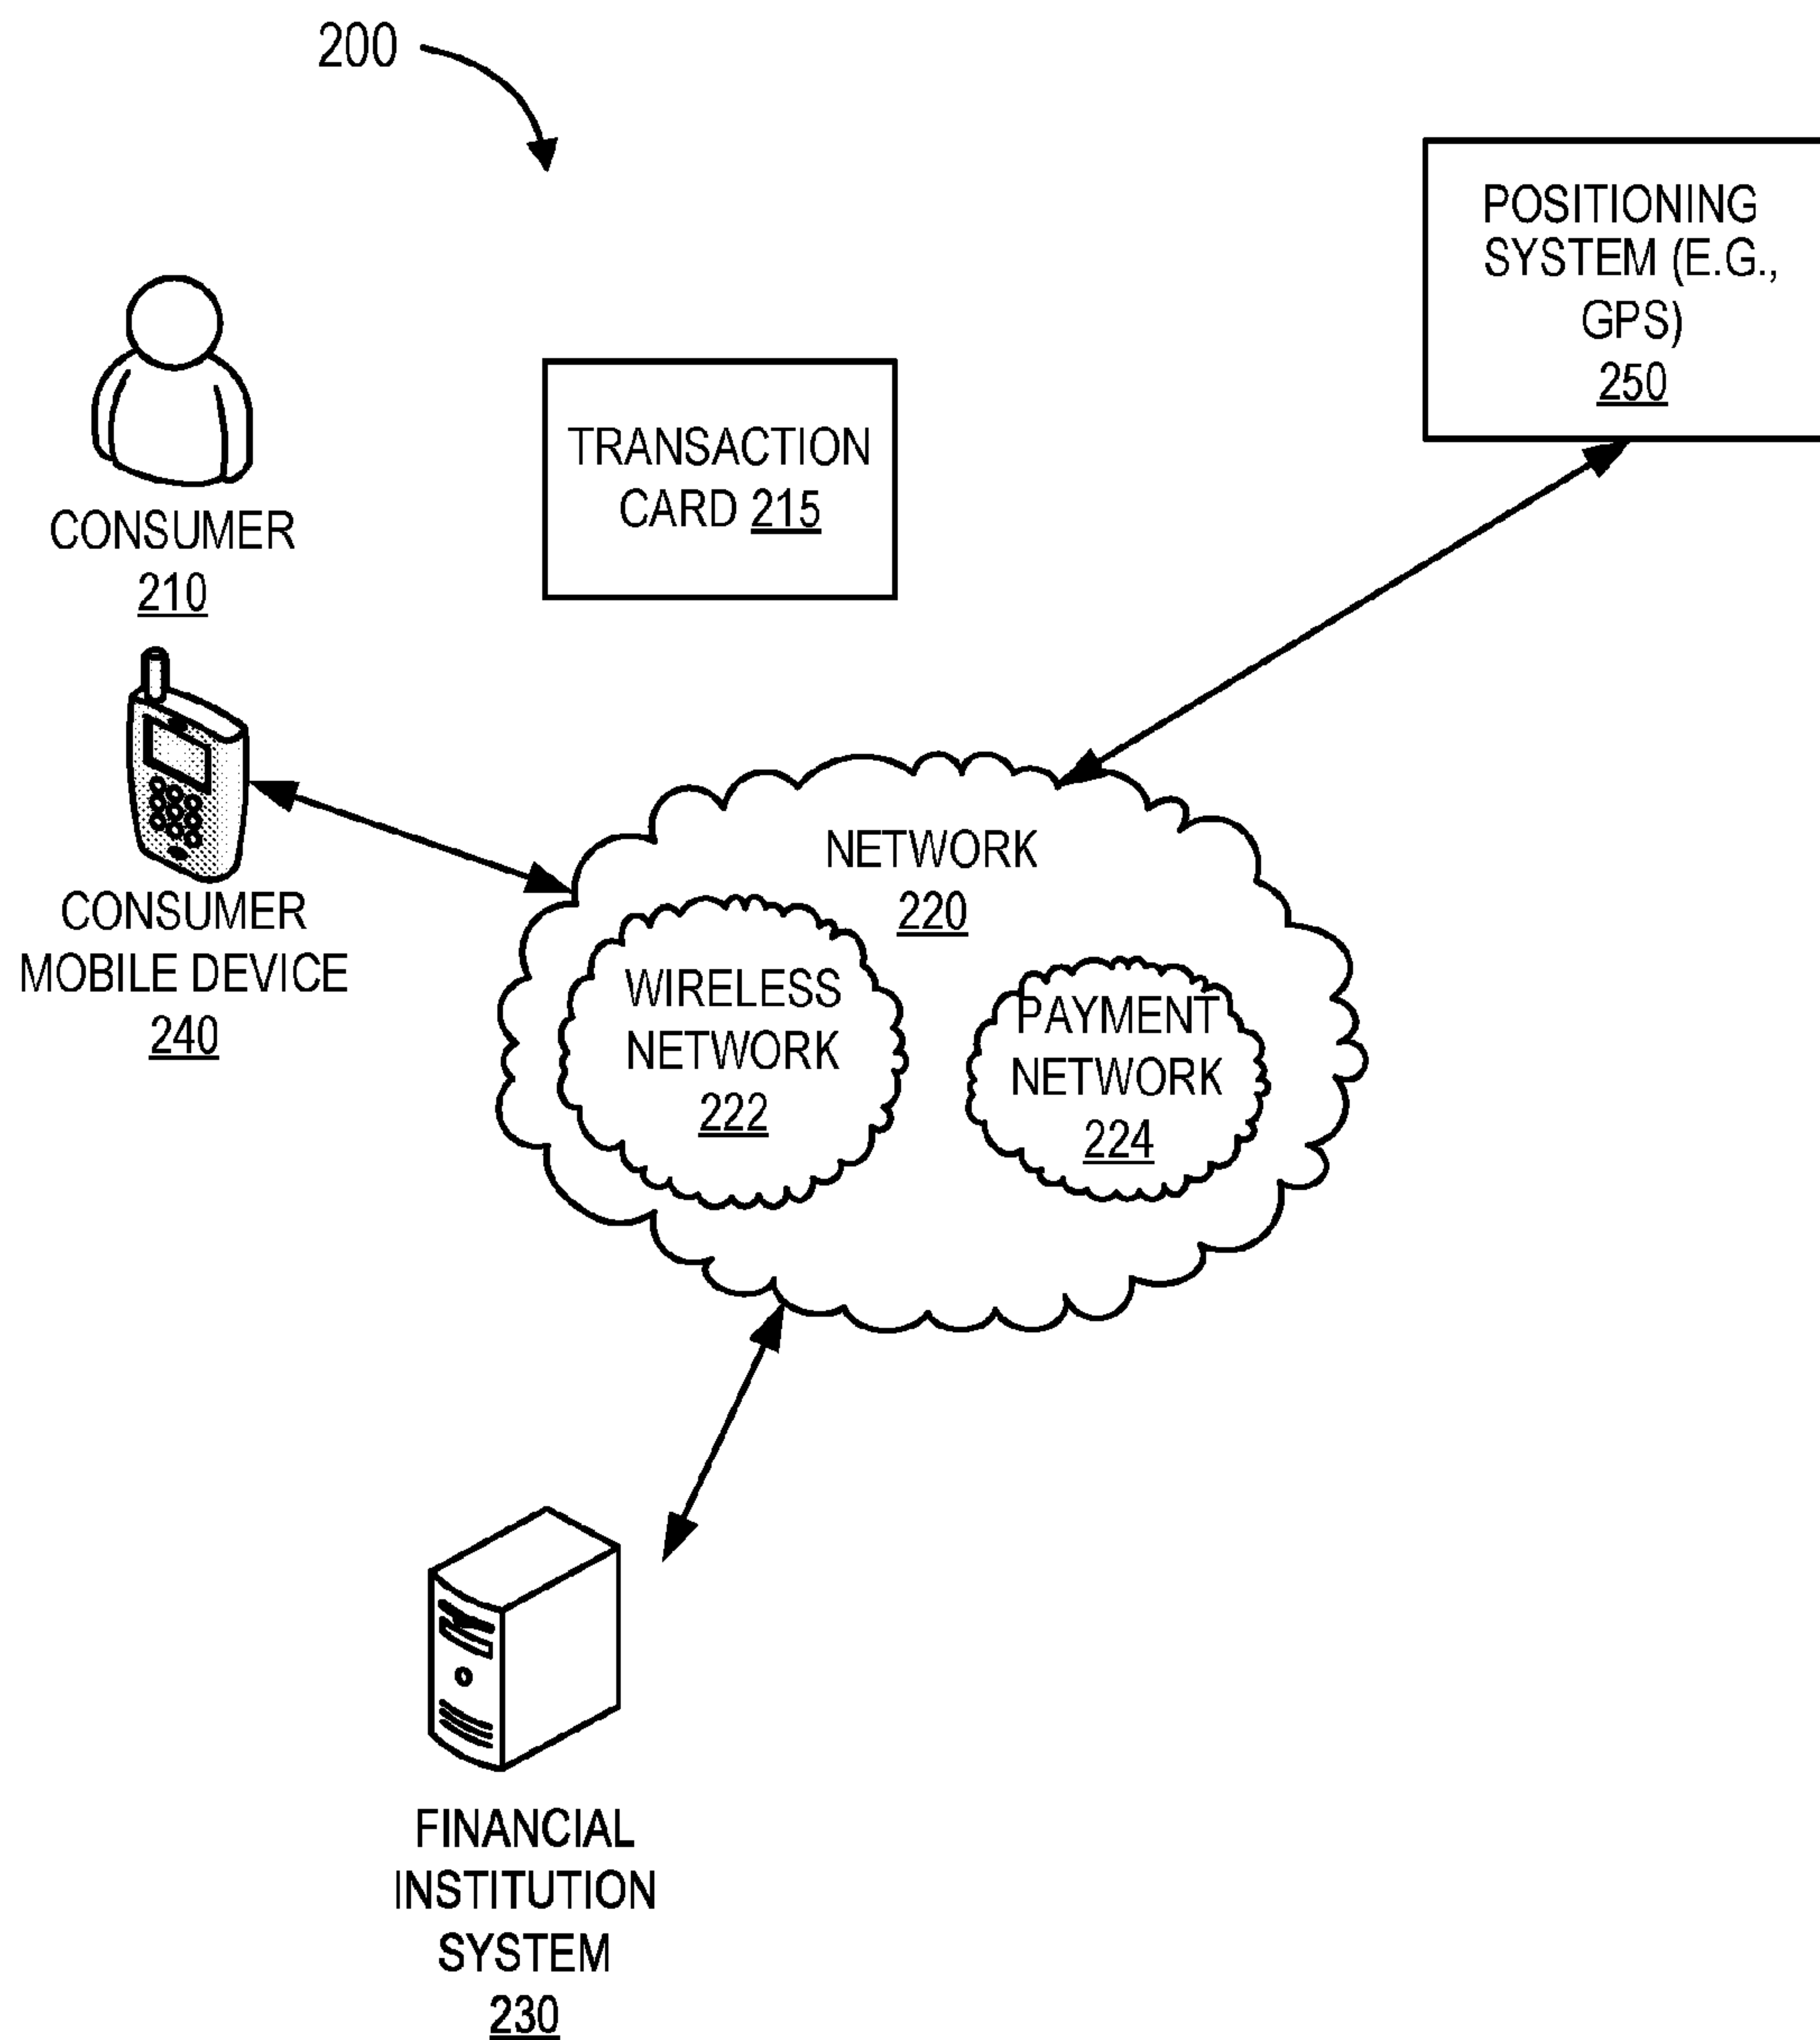 200
POSITIONING
SYSTEM (E.G.,
GPS)
250
CONSUMER
210
TRANSACTION
CARD 215
CONSUMER
MOBILE DEVICE
240
NETWORK
220
WIRELESS
NETWORK
222
PAYMENT
NETWORK
224
FINANCIAL
INSTITUTION
SYSTEM
230